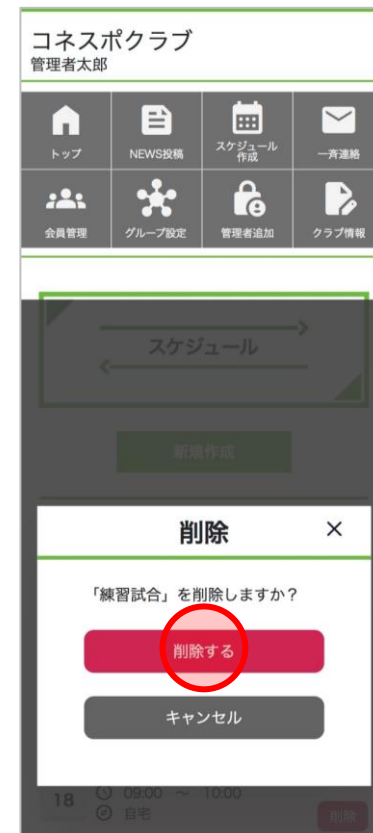 コネスポクラブ
管理者太郎
トップ
NEWS投稿
スケジュール
作成
一斉連絡
会員管理
グループ設定
管理者追加
クラブ情報
スケジュール
新規作成
削除
「練習試合」を削除しますか？
削除する
キャンセル
18
09:00 ～ 10:00
自宅
削除